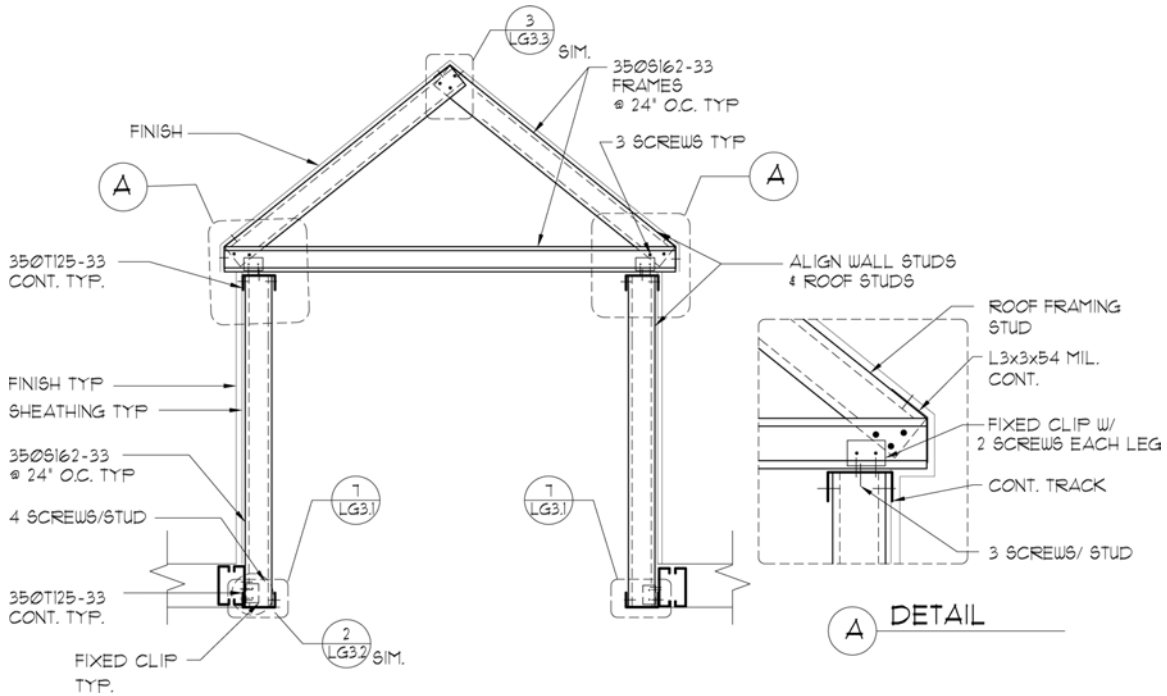 3
LG3.3
SIM.
350S162-33
FRAMES
@ 24" O.C. TYP
FINISH
3 SCREWS TYP
A
A
350T125-33
CONT. TYP.
ALIGN WALL STUDS
& ROOF STUDS
ROOF FRAMING
STUD
L3x3x54 MIL.
CONT.
FINISH TYP
SHEATHING TYP
FIXED CLIP W/
2 SCREWS EACH LEG
350S162-33
@ 24" O.C. TYP
CONT. TRACK
7
LG3.1
7
LG3.1
4 SCREWS/STUD
3 SCREWS/ STUD
350T125-33
CONT. TYP.
A
DETAIL
2
LG3.2
SIM.
FIXED CLIP
TYP.